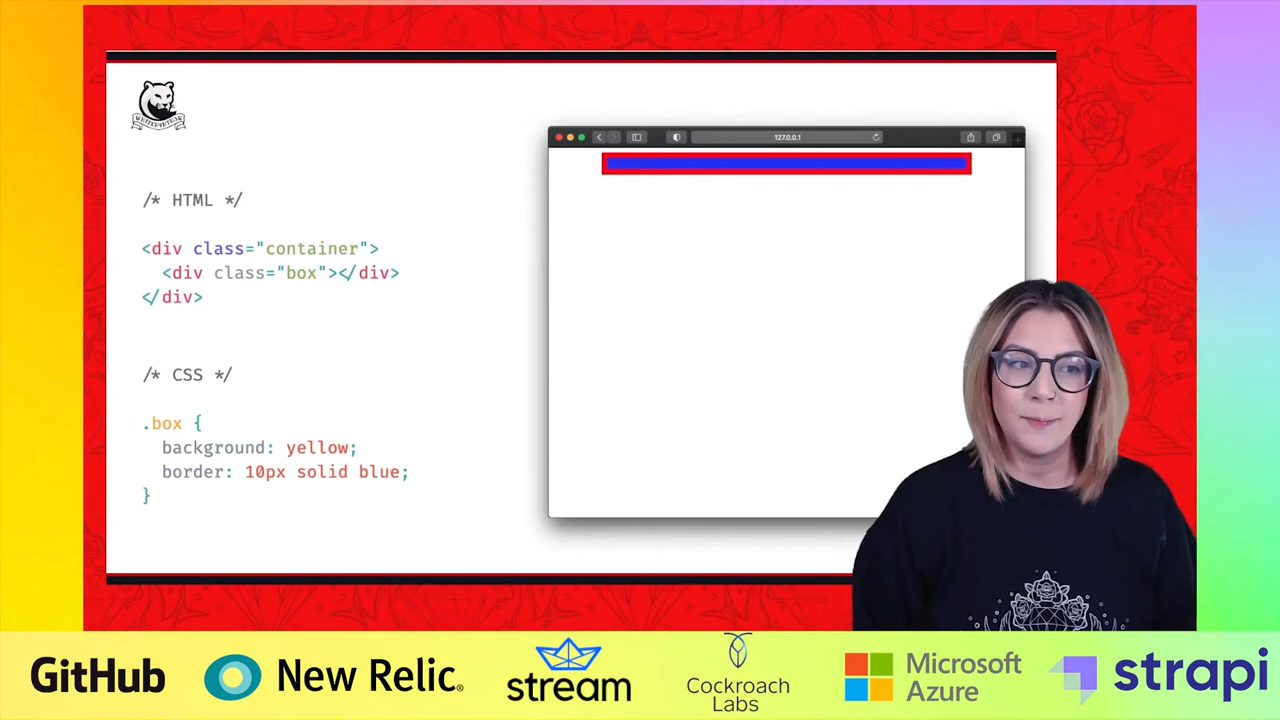 /* HTML */
<div class="container">
<div class="box"></div>
</div>
/* CSS */
.box {
background: yellow;
border: 10px solid blue;
}
127.0.0.1
GitHub
New Relic®
stream
Cockroach
Labs
Microsoft
Azure
strapi